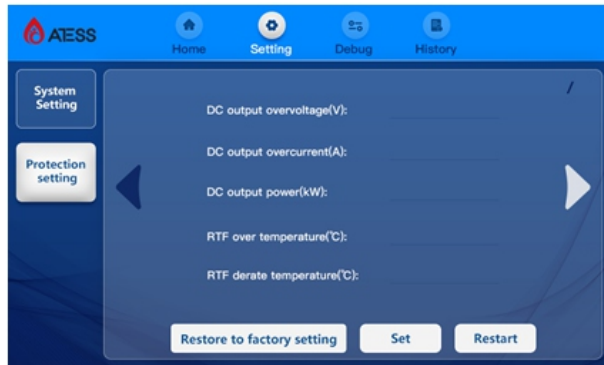 ATESS
Home
Setting
Debug
History
System
Setting
Protection
setting
/
DC output overvoltage(V):
DC output overcurrent(A):
DC output power(kW):
RTF over temperature(℃):
RTF derate temperature(℃):
Restore to factory setting
Set
Restart